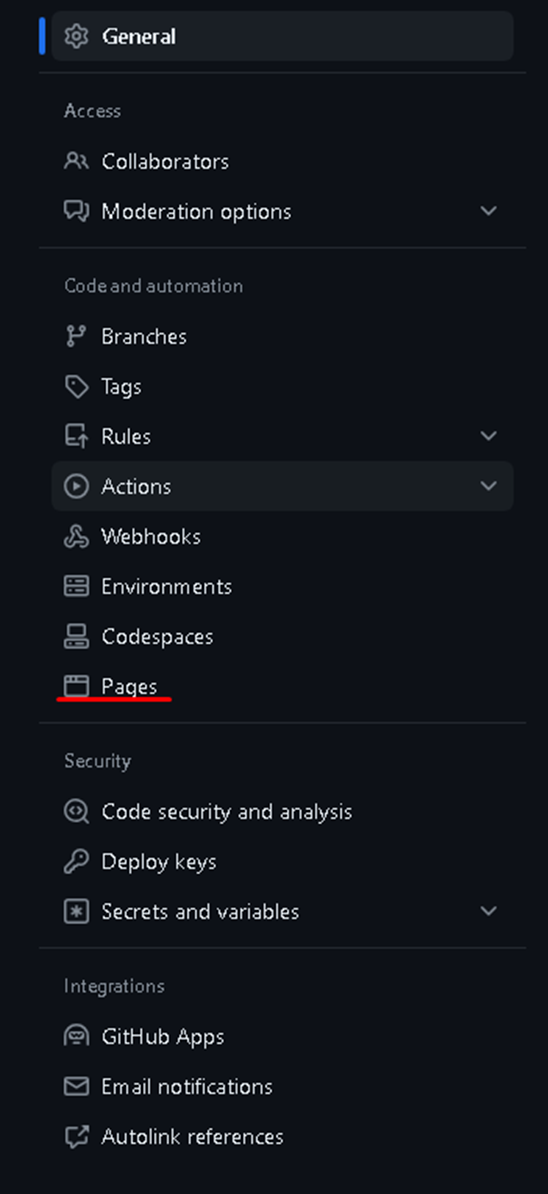 General
Access
Collaborators
Moderation options
Code and automation
Branches
Tags
Rules
Actions
Webhooks
Environments
Codespaces
Pages
Security
Code security and analysis
Deploy keys
Secrets and variables
Integrations
GitHub Apps
Email notifications
Autolink references